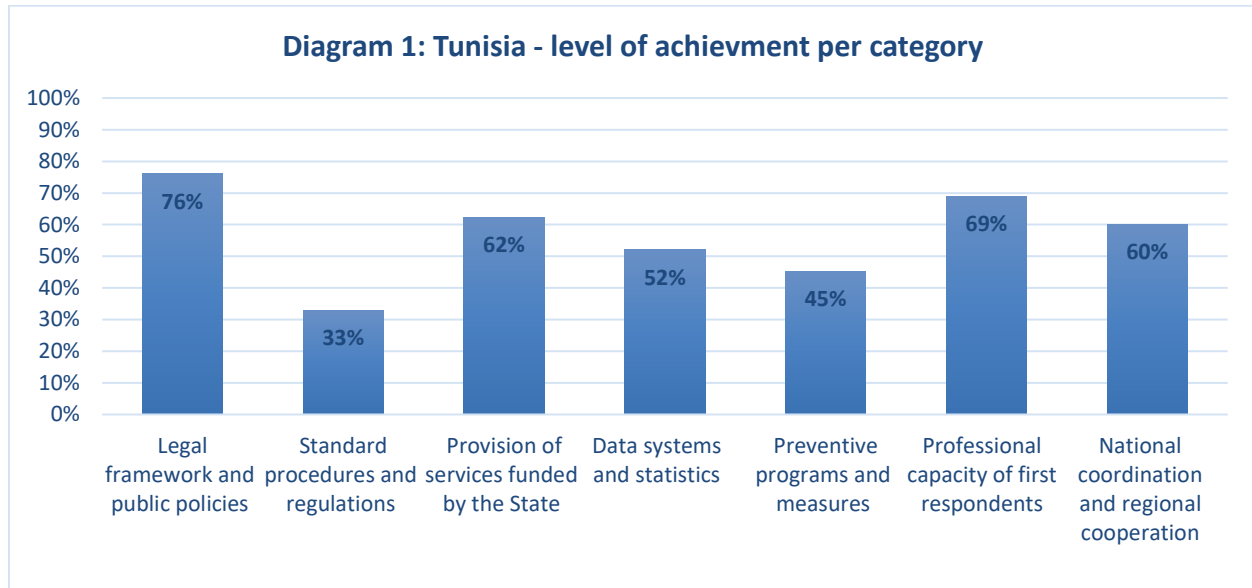 Diagram 1: Tunisia - level of achievment per category
100%
90%
80%
70%
60%
50%
40%
30%
20%
10%
0%
76%
33%
62%
52%
45%
69%
60%
Legal
framework and
public policies
Standard
procedures and
regulations
Provision of
services funded
by the State
Data systems
and statistics
Preventive
programs and
measures
Professional
capacity of first
respondents
National
coordination
and regional
cooperation